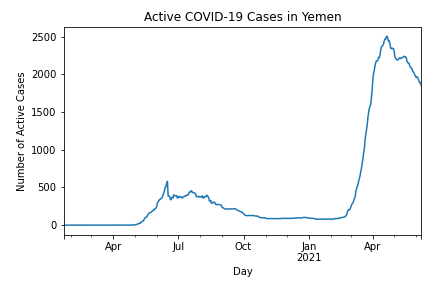 Active COVID-19 Cases in Yemen
2500
2000
1500
1000
500
0
Number of Active Cases
Apr
Jul
Oct
Jan
2021
Apr
Day